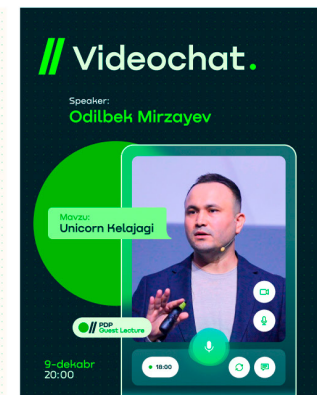 // Videochat.
Speaker:
Odilbek Mirzayev
Mavzu:
Unicorn Kelajagi
// PDP
Guest Lecture
18:00
9-dekabr
20:00